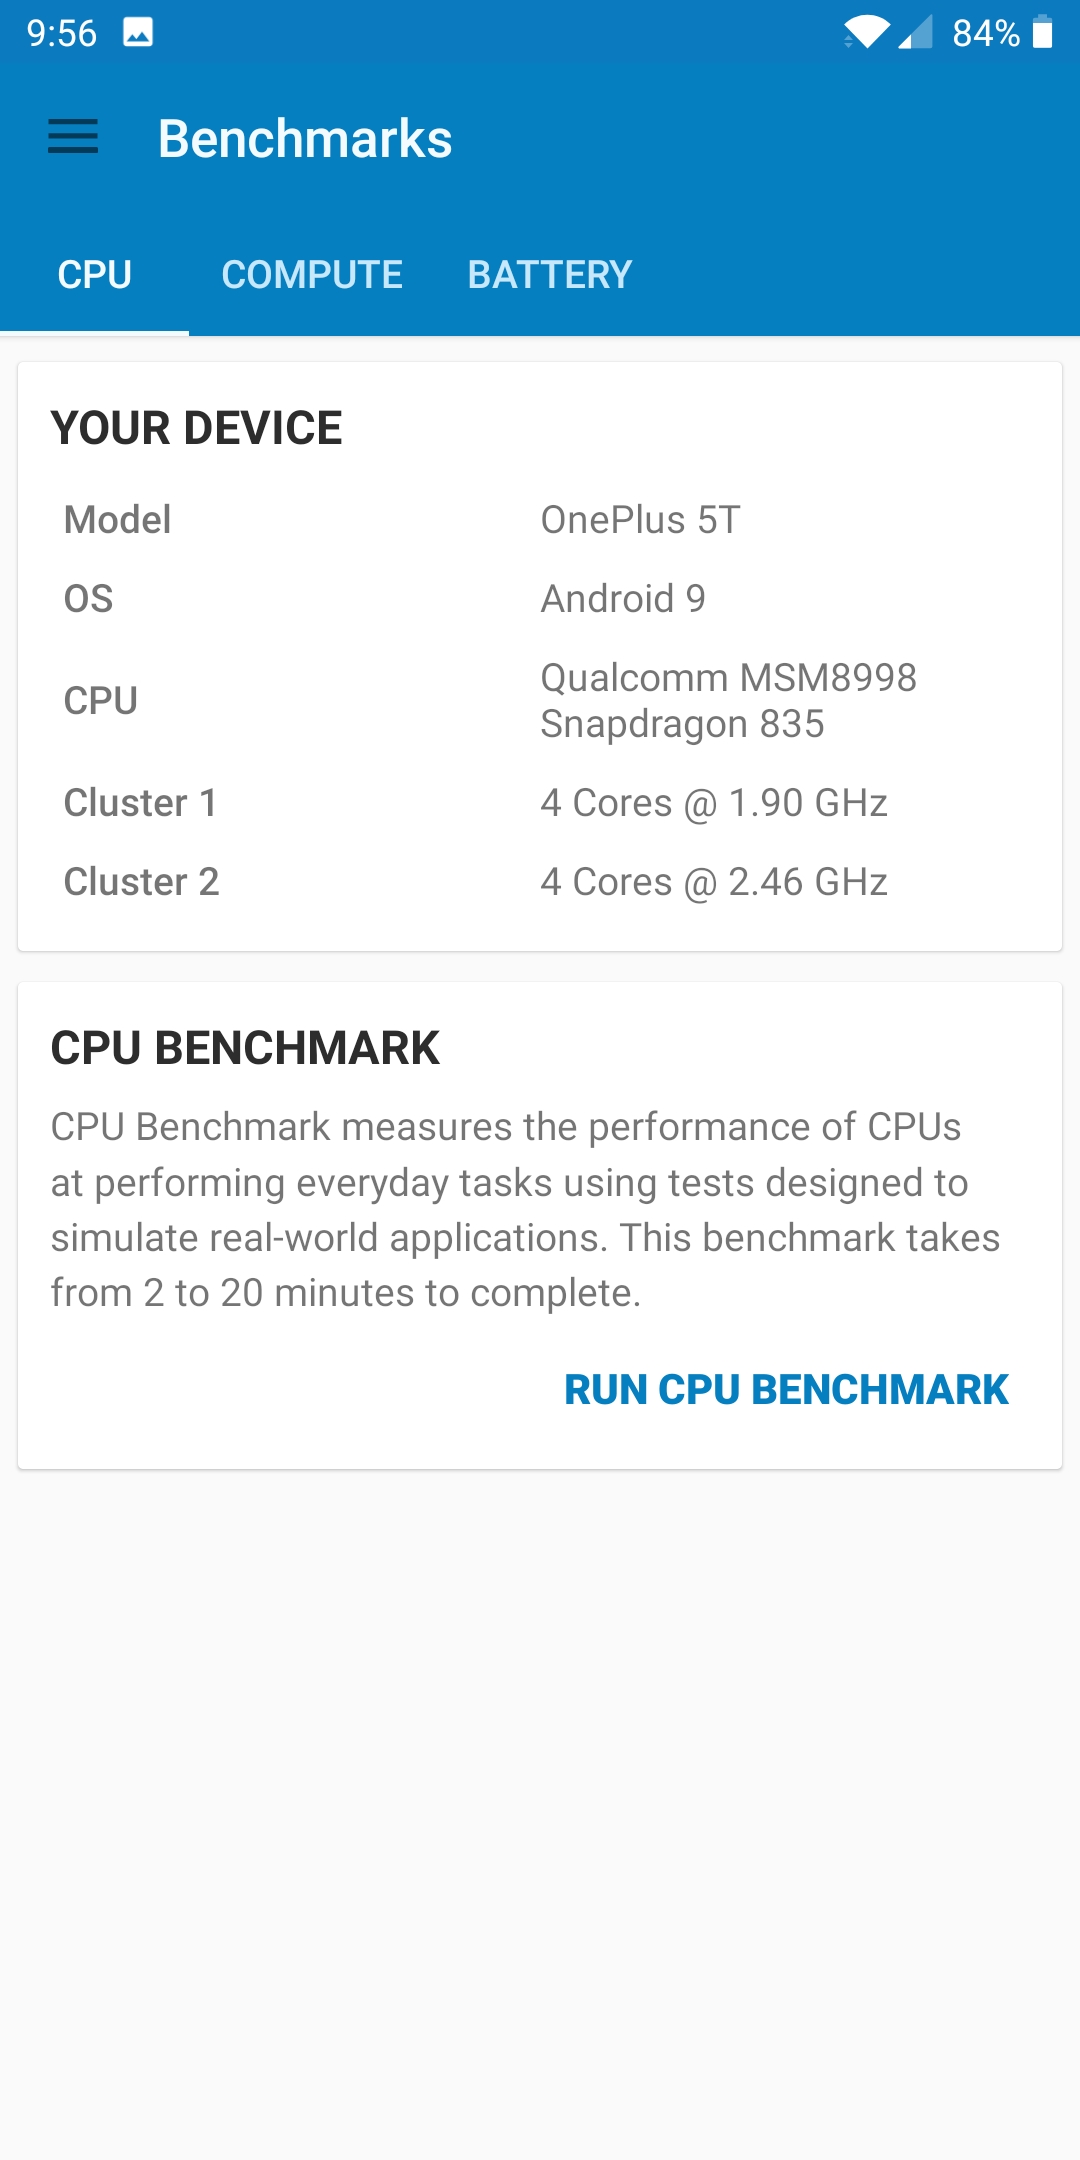 9:56 84%
Benchmarks
CPU COMPUTE BATTERY
YOUR DEVICE
Model OnePlus 5T
OS Android 9
CPU Qualcomm MSM8998
Snapdragon 835
Cluster 1 4 Cores @ 1.90 GHz
Cluster 2 4 Cores @ 2.46 GHz
CPU BENCHMARK
CPU Benchmark measures the performance of CPUs
at performing everyday tasks using tests designed to
simulate real-world applications. This benchmark takes
from 2 to 20 minutes to complete.
RUN CPU BENCHMARK